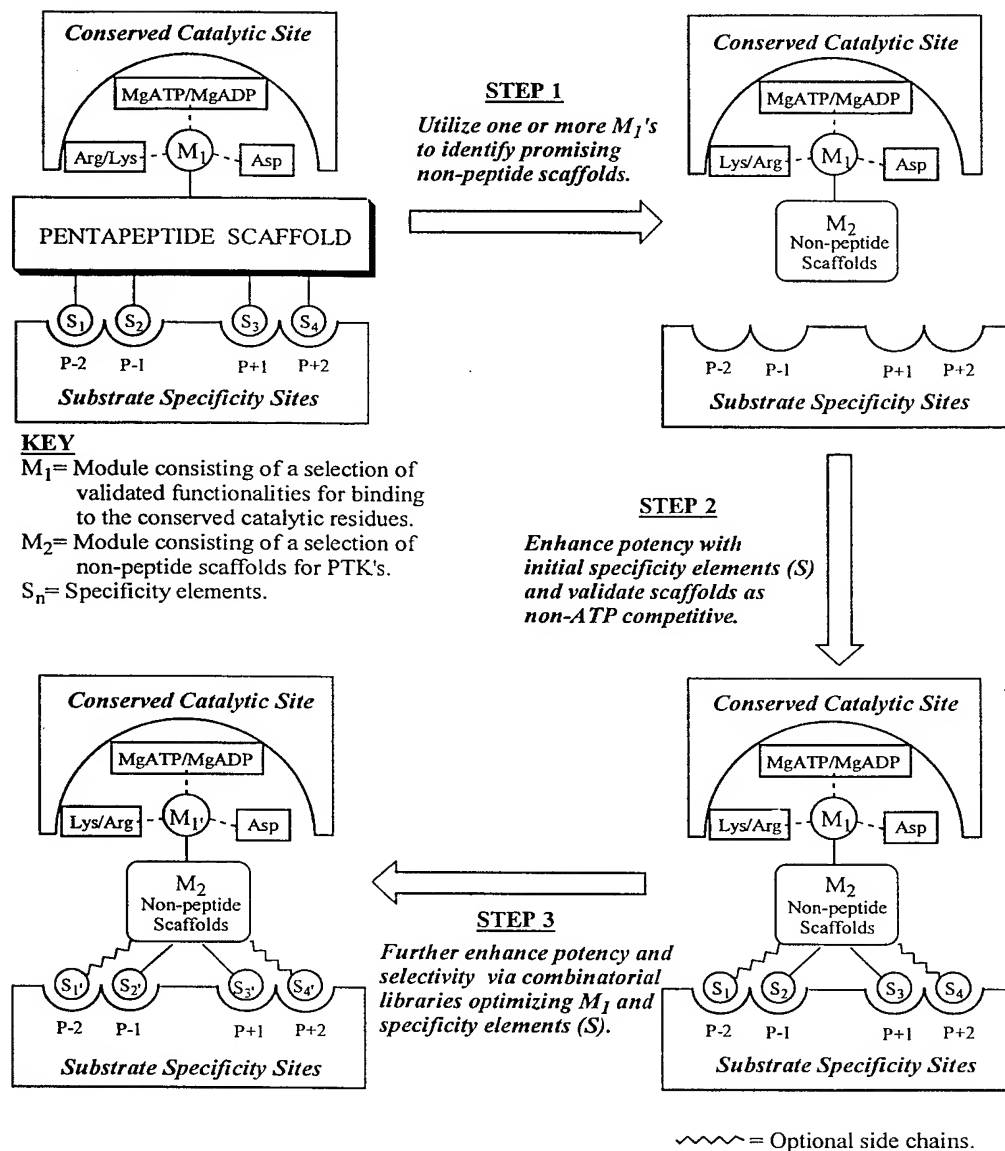 Conserved Catalytic Site
MgATP/MgADP
Arg/Lys
M1
Asp
PENTAPEPTIDE SCAFFOLD
S1
S2
S3
S4
P-2
P-1
P+1
P+2
Substrate Specificity Sites
STEP 1
Utilize one or more M1's
to identify promising
non-peptide scaffolds.
Conserved Catalytic Site
MgATP/MgADP
Lys/Arg
M1
Asp
M2
Non-peptide
Scaffolds
P-2
P-1
P+1
P+2
Substrate Specificity Sites
KEY
M1= Module consisting of a selection of
validated functionalities for binding
to the conserved catalytic residues.
M2= Module consisting of a selection of
non-peptide scaffolds for PTK's.
Sn= Specificity elements.
STEP 2
Enhance potency with
initial specificity elements (S)
and validate scaffolds as
non-ATP competitive.
Conserved Catalytic Site
MgATP/MgADP
Lys/Arg
M1
Asp
M2
Non-peptide
Scaffolds
S1
S2
S3
S4
P-2
P-1
P+1
P+2
Substrate Specificity Sites
STEP 3
Further enhance potency and
selectivity via combinatorial
libraries optimizing M1 and
specificity elements (S).
Conserved Catalytic Site
MgATP/MgADP
Lys/Arg
M1'
Asp
M2
Non-peptide
Scaffolds
S1'
S2'
S3'
S4'
P-2
P-1
P+1
P+2
Substrate Specificity Sites
= Optional side chains.